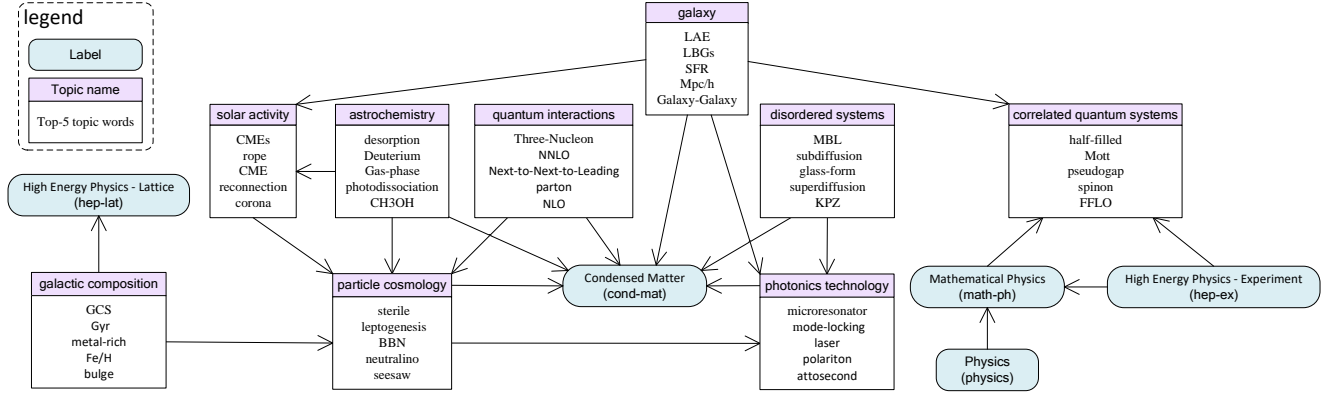 legend
Label
Topic name
Top-5 topic words
galaxy
LAE
LBGs
SFR
Mpc/h
Galaxy-Galaxy
solar activity
CMEs
rope
CME
reconnection
corona
astrochemistry
desorption
Deuterium
Gas-phase
photodissociation
CH3OH
quantum interactions
Three-Nucleon
NNLO
Next-to-Next-to-Leading
parton
NLO
disordered systems
MBL
subdiffusion
glass-form
superdiffusion
KPZ
correlated quantum systems
half-filled
Mott
pseudogap
spinon
FFLO
High Energy Physics - Lattice
(hep-lat)
galactic composition
GCS
Gyr
metal-rich
Fe/H
bulge
particle cosmology
sterile
leptogenesis
BBN
neutralino
seesaw
Condensed Matter
(cond-mat)
photonics technology
microresonator
mode-locking
laser
polariton
attosecond
Mathematical Physics
(math-ph)
High Energy Physics - Experiment
(hep-ex)
Physics
(physics)